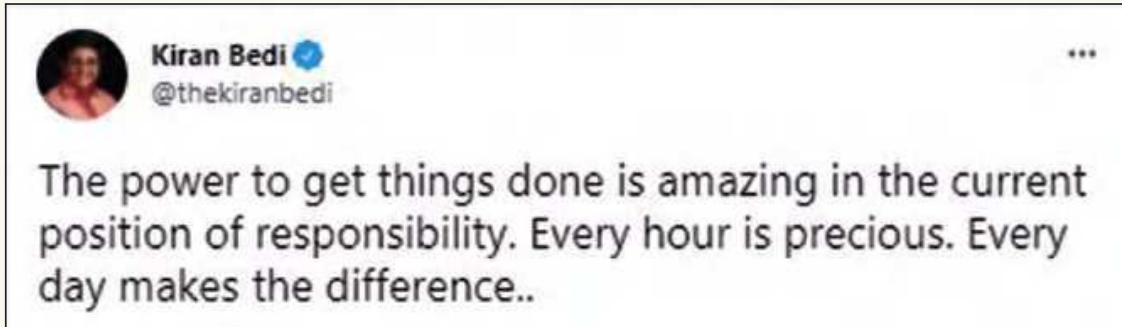 Kiran Bedi
@thekiranbedi
The power to get things done is amazing in the current
position of responsibility. Every hour is precious. Every
day makes the difference..